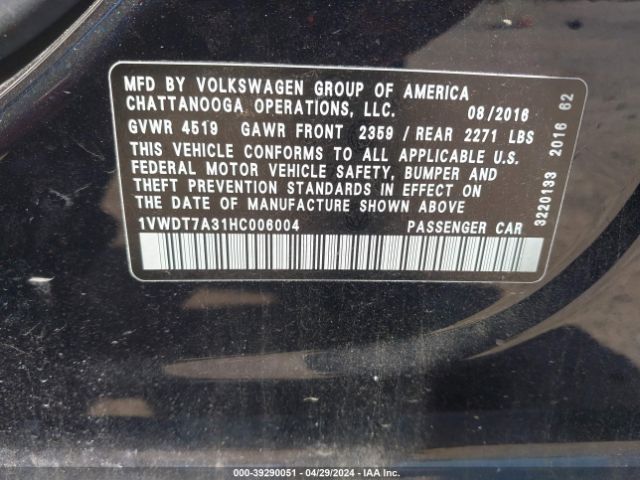 MFD BY VOLKSWAGEN GROUP OF AMERICA
CHATTANOOGA OPERATIONS, LLC. 08/2016
GVWR 4519 GAWR FRONT 2359 / REAR 2271 LBS
THIS VEHICLE CONFORMS TO ALL APPLICABLE U.S.
FEDERAL MOTOR VEHICLE SAFETY, BUMPER AND
THEFT PREVENTION STANDARDS IN EFFECT ON
THE DATE OF MANUFACTURE SHOWN ABOVE
1VWDT7A31HC006004 PASSENGER CAR
3220133 2016 62
000-39290051 - 04/29/2024 - IAA Inc.